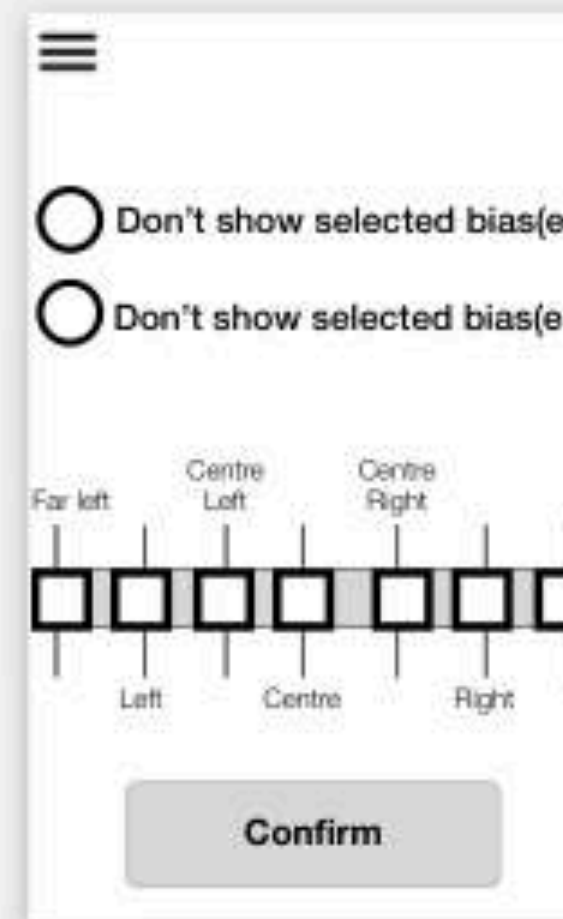 Don't show selected bias(e
Don't show selected bias(e
Centre
Left
Centre
Right
Far left
Left
Centre
Right
Confirm